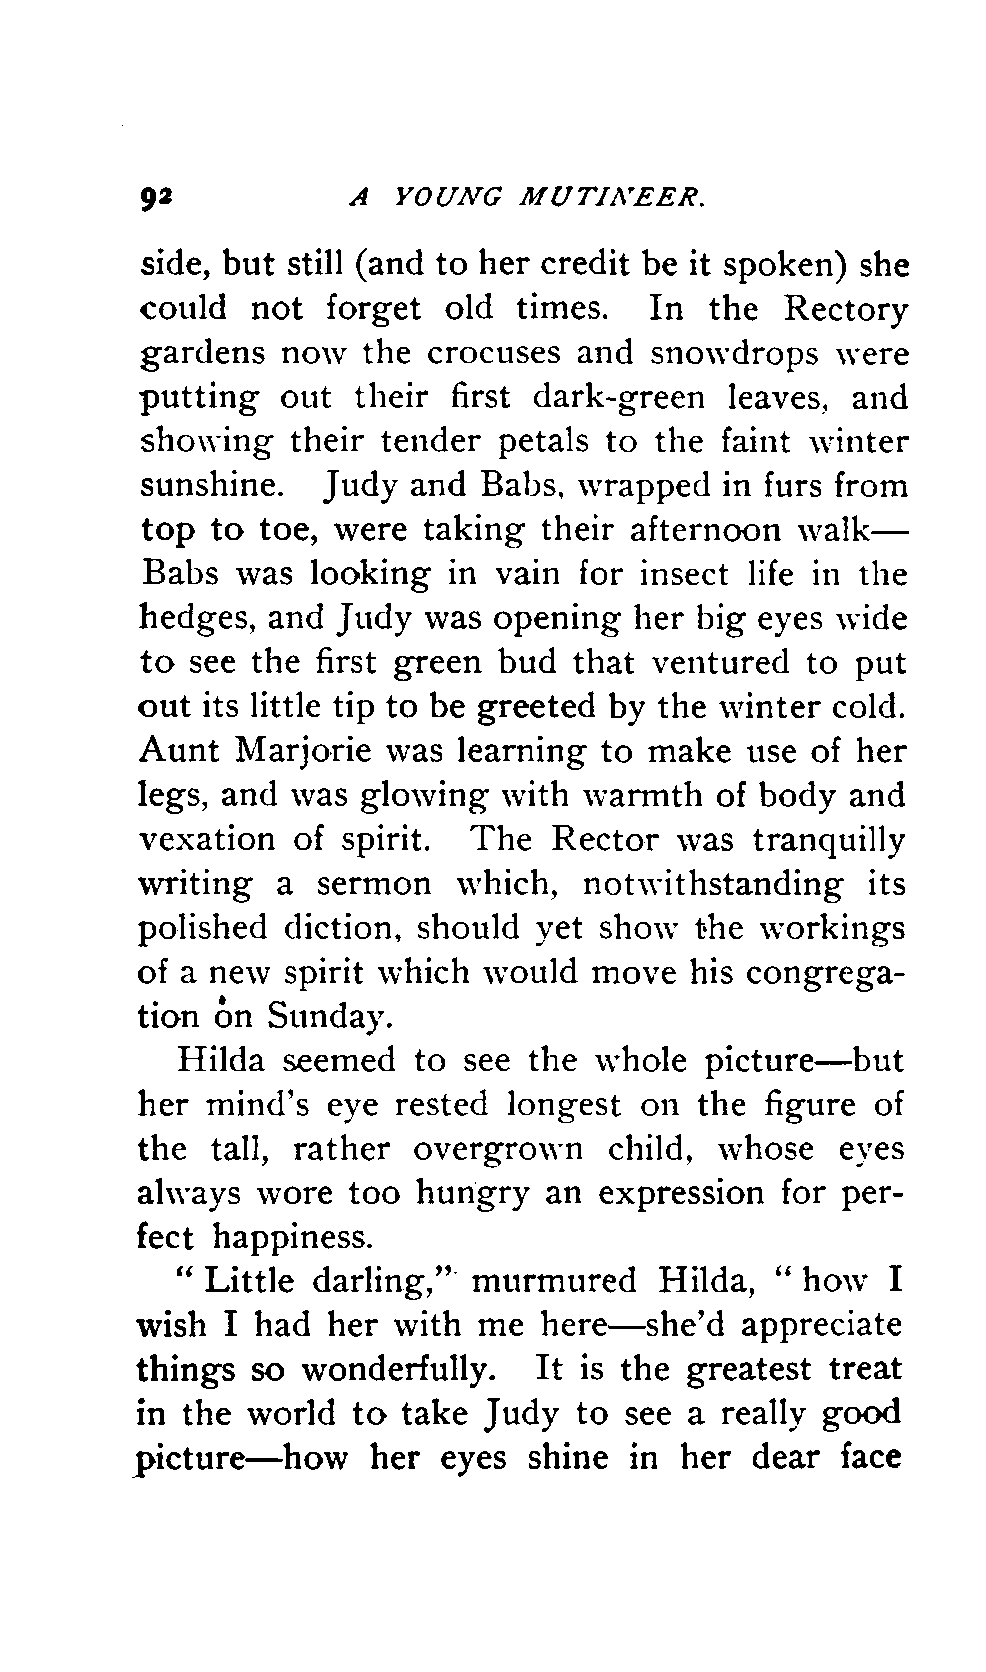 92 A YOUNG MUTINEER.
side, but still (and to her credit be it spoken) she
could not forget old times. In the Rectory
gardens now the crocuses and snowdrops were
putting out their first dark-green leaves, and
showing their tender petals to the faint winter
sunshine. Judy and Babs, wrapped in furs from
top to toe, were taking their afternoon walk—
Babs was looking in vain for insect life in the
hedges, and Judy was opening her big eyes wide
to see the first green bud that ventured to put
out its little tip to be greeted by the winter cold.
Aunt Marjorie was learning to make use of her
legs, and was glowing with warmth of body and
vexation of spirit. The Rector was tranquilly
writing a sermon which, notwithstanding its
polished diction, should yet show the workings
of a new spirit which would move his congrega-
tion on Sunday.
Hilda seemed to see the whole picture—but
her mind's eye rested longest on the figure of
the tall, rather overgrown child, whose eyes
always wore too hungry an expression for per-
fect happiness.
" Little darling," murmured Hilda, " how I
wish I had her with me here—she'd appreciate
things so wonderfully. It is the greatest treat
in the world to take Judy to see a really good
picture—how her eyes shine in her dear face